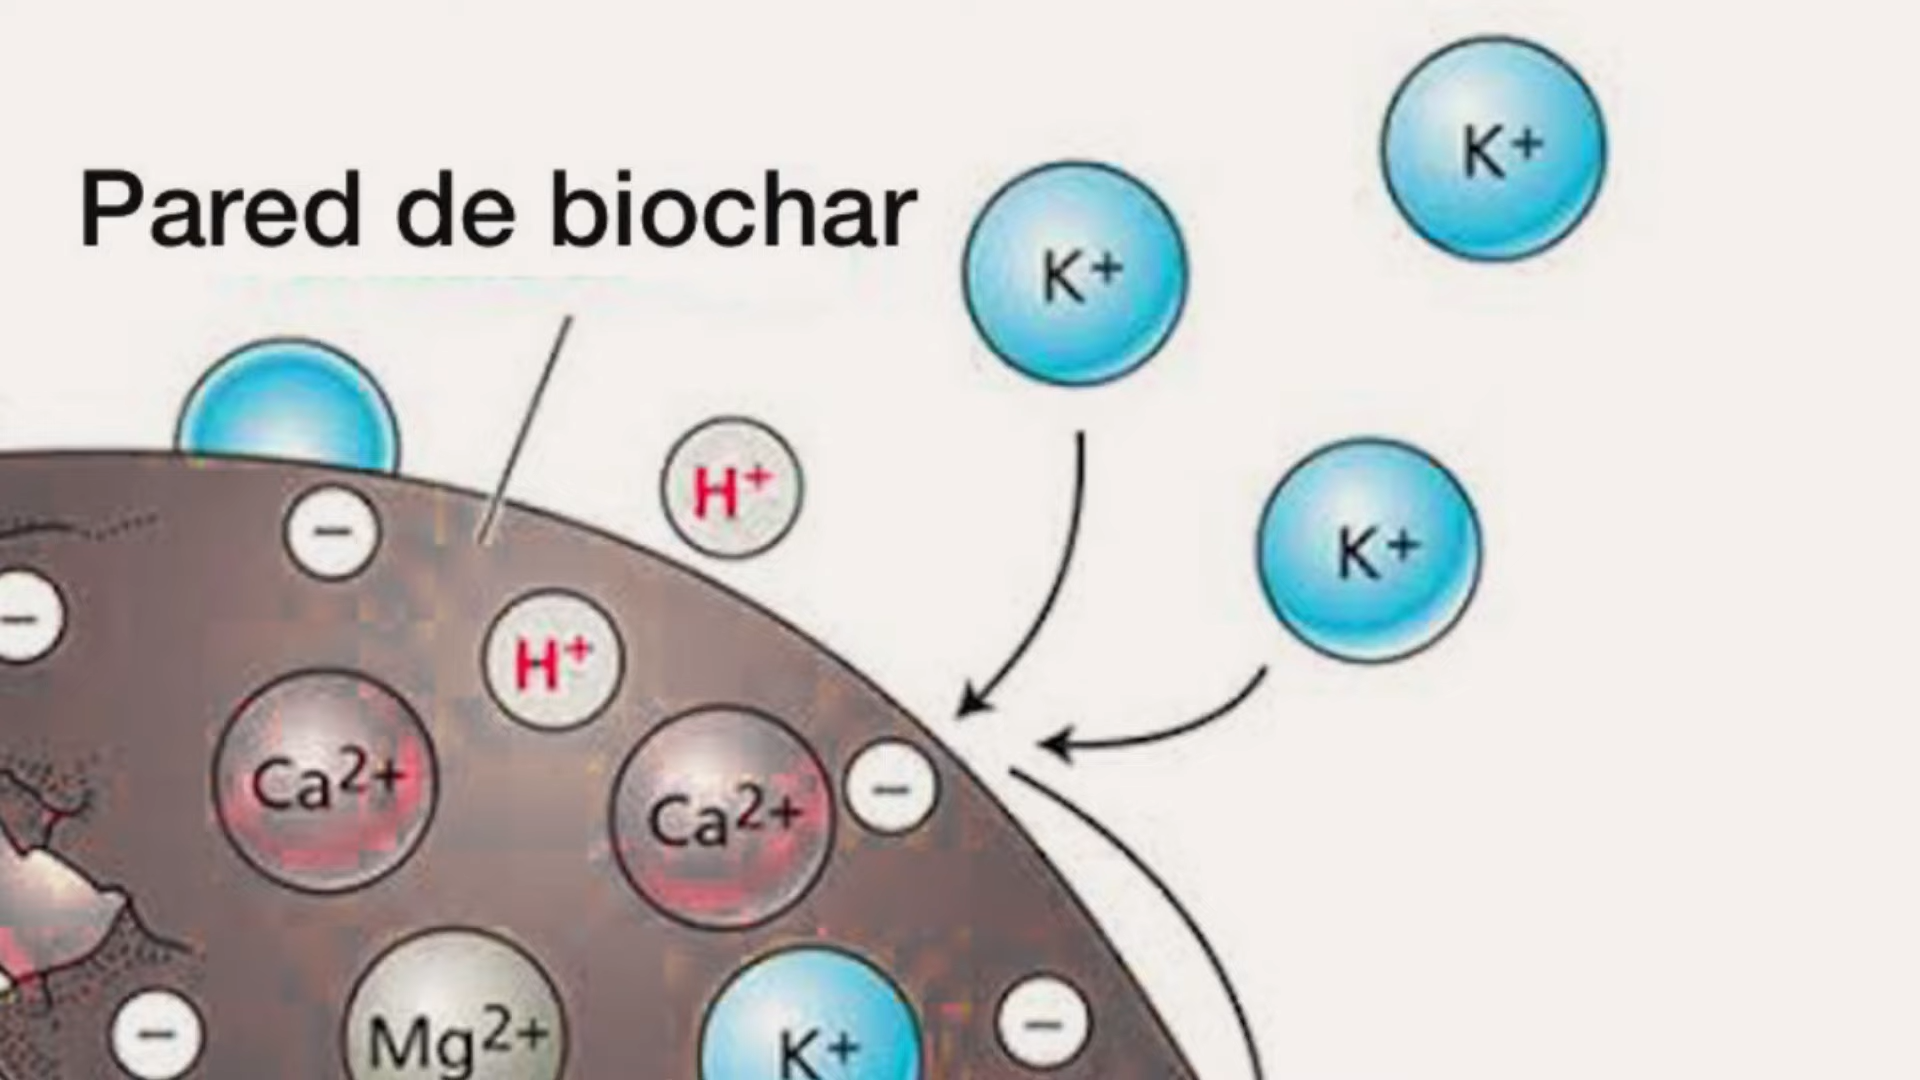 K⁺
Pared de biochar
K⁺
H⁺
K⁺
−
−
H⁺
Ca²⁺
Ca²⁺
−
Mg²⁺
K⁺
−
−